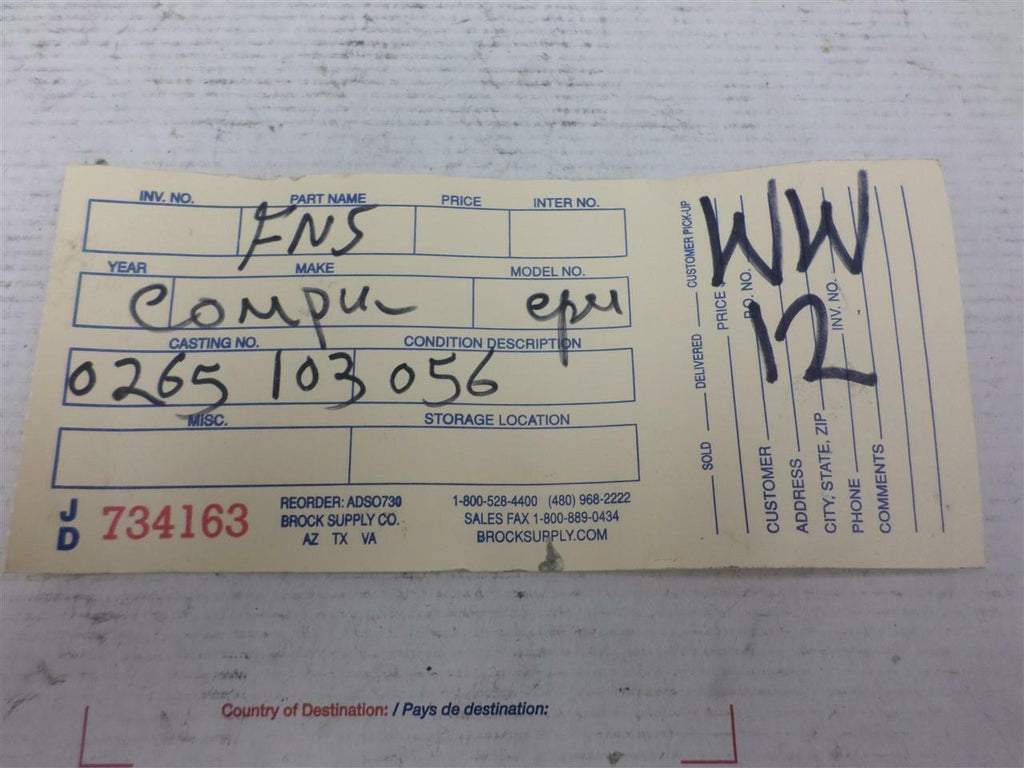 INV. NO. PART NAME PRICE INTER NO.
ENS
YEAR MAKE MODEL NO.
Compu epu
CASTING NO. CONDITION DESCRIPTION
0265 103 056
MISC. STORAGE LOCATION
JD 734163
REORDER: ADSO730
BROCK SUPPLY CO.
AZ TX VA
1-800-528-4400 (480) 968-2222
SALES FAX 1-800-889-0434
BROCKSUPPLY.COM
SOLD DELIVERED CUSTOMER PICK-UP
PRICE
P.O. NO.
CUSTOMER
ADDRESS
CITY, STATE, ZIP INV. NO.
PHONE
COMMENTS
WW
12
Country of Destination: / Pays de destination: